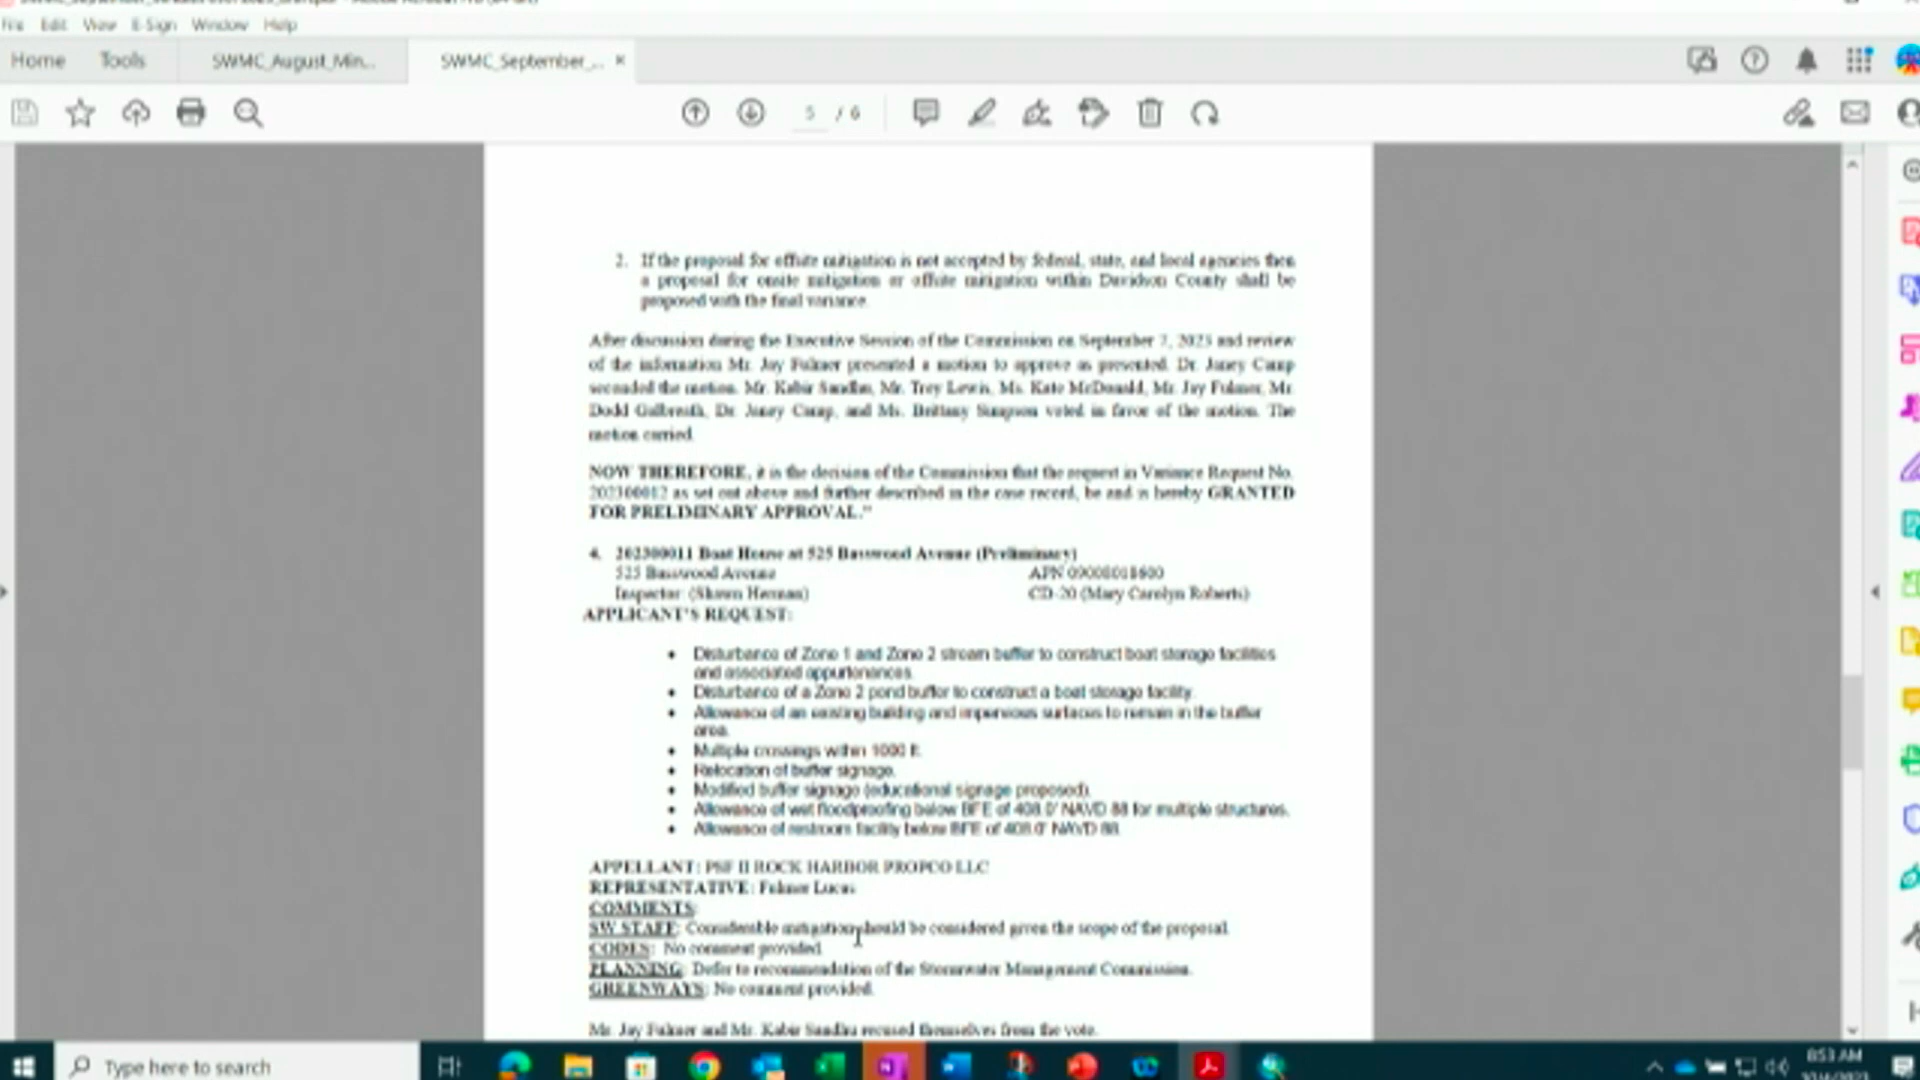 File Edit View E-Sign Window Help
Home Tools SWMC_August_Min... SWMC_September_... ×
5 / 6
2. If the proposal for offsite mitigation is not accepted by federal, state, and local agencies then
a proposal for onsite mitigation or offsite mitigation within Davidson County shall be
proposed with the final variance.
After discussion during the Executive Session of the Commission on September 7, 2023 and review
of the information Mr. Jay Fulmer presented a motion to approve as presented. Dr. Janey Camp
seconded the motion. Mr. Kabir Sandhu, Mr. Trey Lewis, Ms. Kate McDonald, Mr. Jay Fulmer, Mr.
Dodd Galbreath, Dr. Janey Camp, and Ms. Brittany Simpson voted in favor of the motion. The
motion carried.
NOW THEREFORE, it is the decision of the Commission that the request in Variance Request No.
202300012 as set out above and further described in the case record, be and is hereby GRANTED
FOR PRELIMINARY APPROVAL."
4. 202300011 Boat House at 525 Basswood Avenue (Preliminary)
525 Basswood Avenue APN 09008018600
Inspector: (Shawn Herman) CD-20 (Mary Carolyn Roberts)
APPLICANT'S REQUEST:
• Disturbance of Zone 1 and Zone 2 stream buffer to construct boat storage facilities
and associated appurtenances.
• Disturbance of a Zone 2 pond buffer to construct a boat storage facility.
• Allowance of an existing building and impervious surfaces to remain in the buffer
area.
• Multiple crossings within 1000 ft.
• Relocation of buffer signage.
• Modified buffer signage (educational signage proposed).
• Allowance of wet floodproofing below BFE of 408.0' NAVD 88 for multiple structures.
• Allowance of restroom facility below BFE of 408.0' NAVD 88
APPELLANT: PSF II ROCK HARBOR PROPCO LLC
REPRESENTATIVE: Fulmer Lucas
COMMENTS:
SW STAFF: Considerable mitigation should be considered given the scope of the proposal.
CODES: No comment provided.
PLANNING: Defer to recommendation of the Stormwater Management Commission.
GREENWAYS: No comment provided.
Mr. Jay Fulmer and Mr. Kabir Sandhu recused themselves from the vote.
Type here to search
8:53 AM